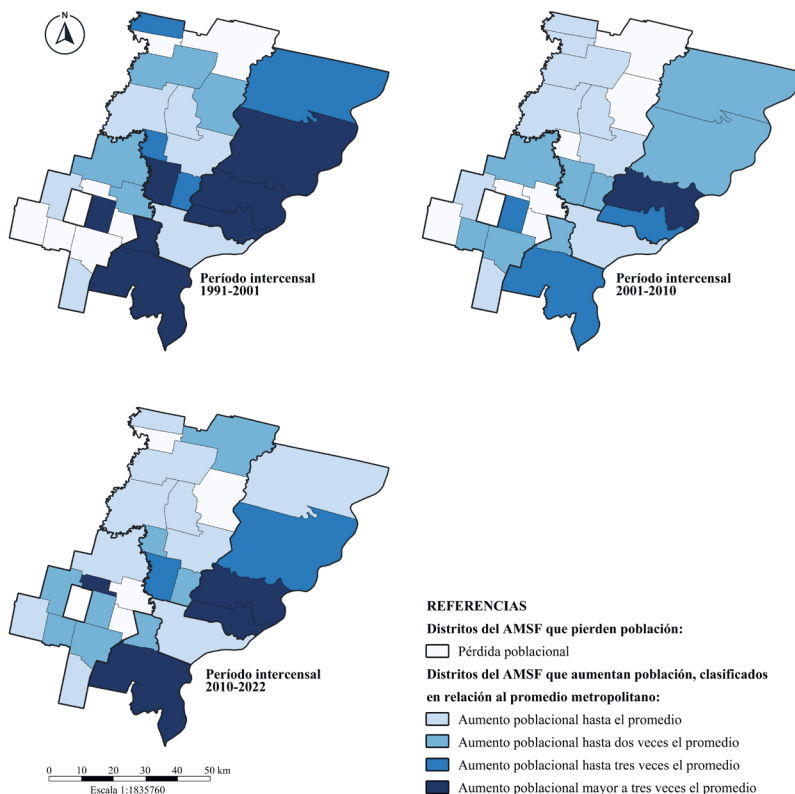 N
Período intercensal
1991-2001
Período intercensal
2001-2010
Período intercensal
2010-2022
REFERENCIAS
Distritos del AMSF que pierden población:
Pérdida poblacional
Distritos del AMSF que aumentan población, clasificados
en relación al promedio metropolitano:
Aumento poblacional hasta el promedio
Aumento poblacional hasta dos veces el promedio
Aumento poblacional hasta tres veces el promedio
Aumento poblacional mayor a tres veces el promedio
0 10 20 30 40 50 km
Escala 1:1835760